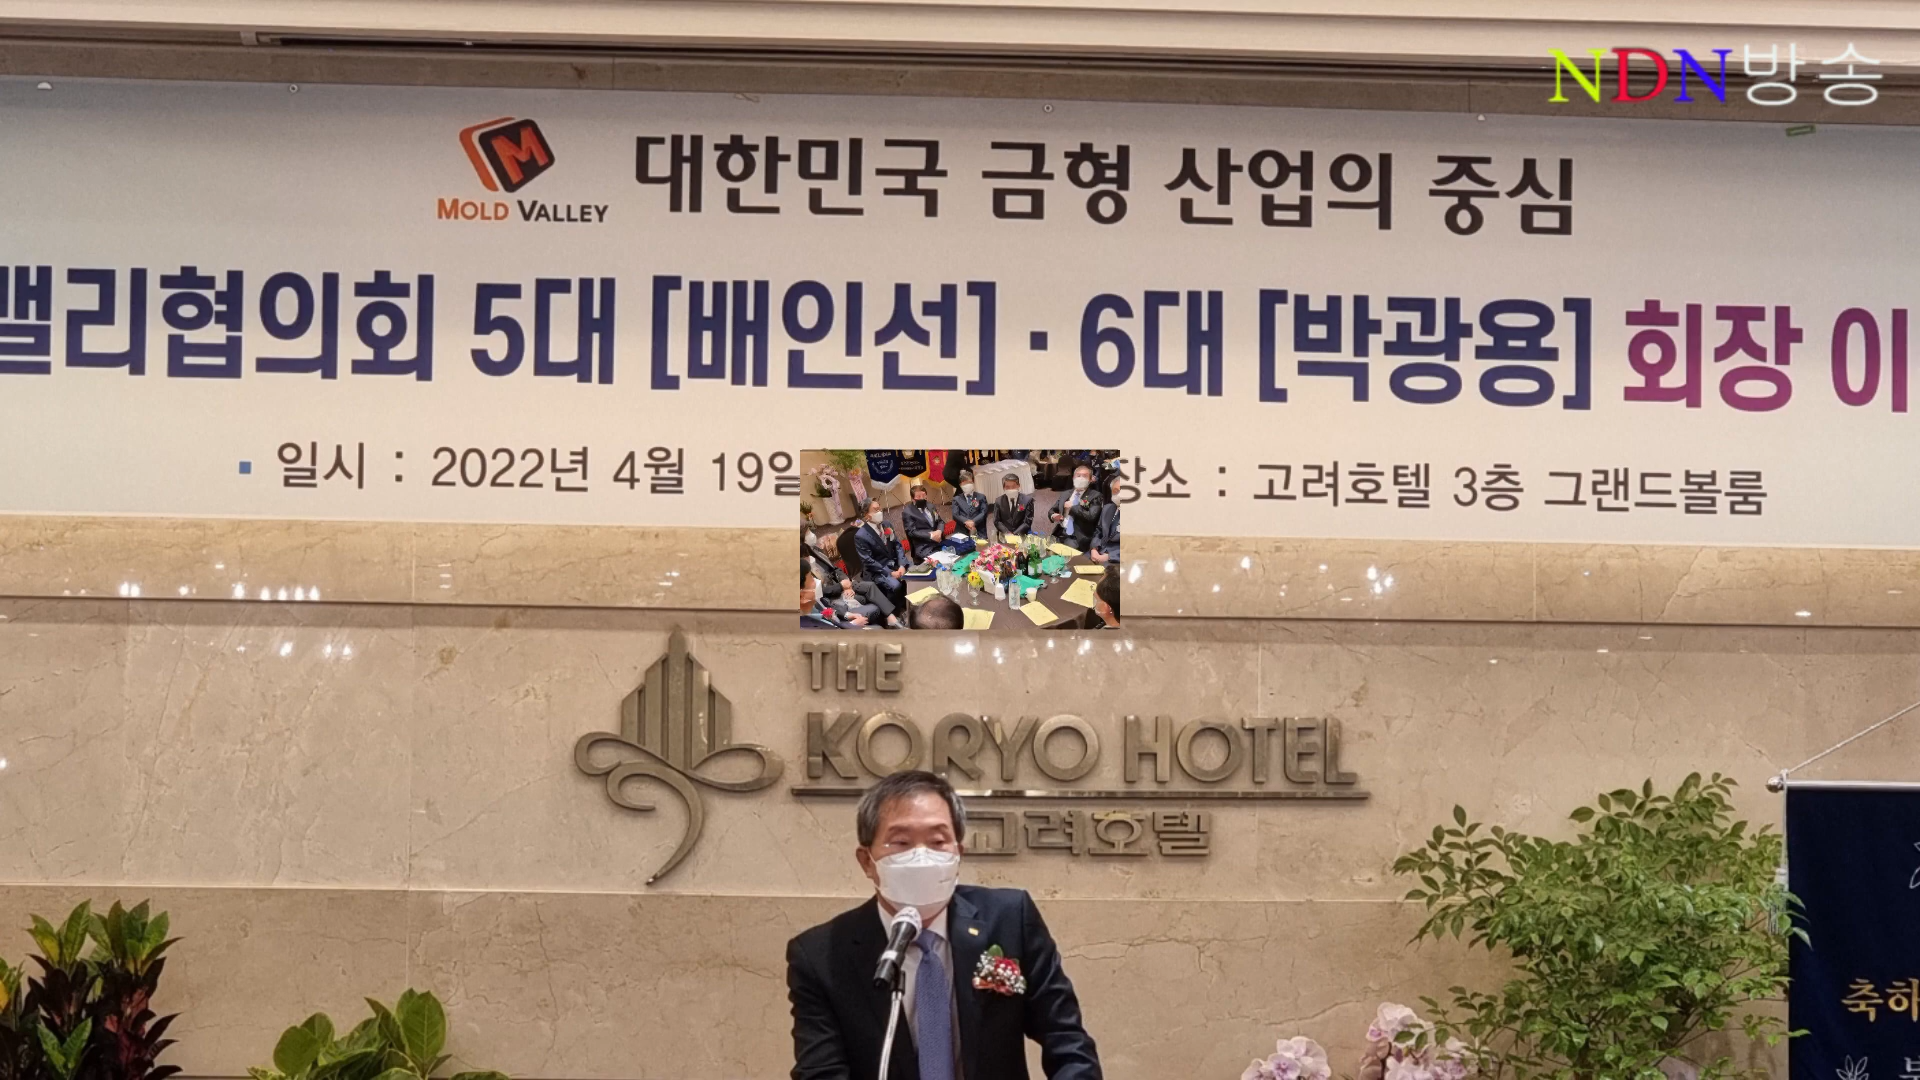 NDN방송
MOLD VALLEY
대한민국 금형 산업의 중심
밸리협의회 5대 [배인선] · 6대 [박광용] 회장 이
▪ 일시 : 2022년 4월 19일
장소 : 고려호텔 3층 그랜드볼룸
THE
KORYO HOTEL
고려호텔
축하